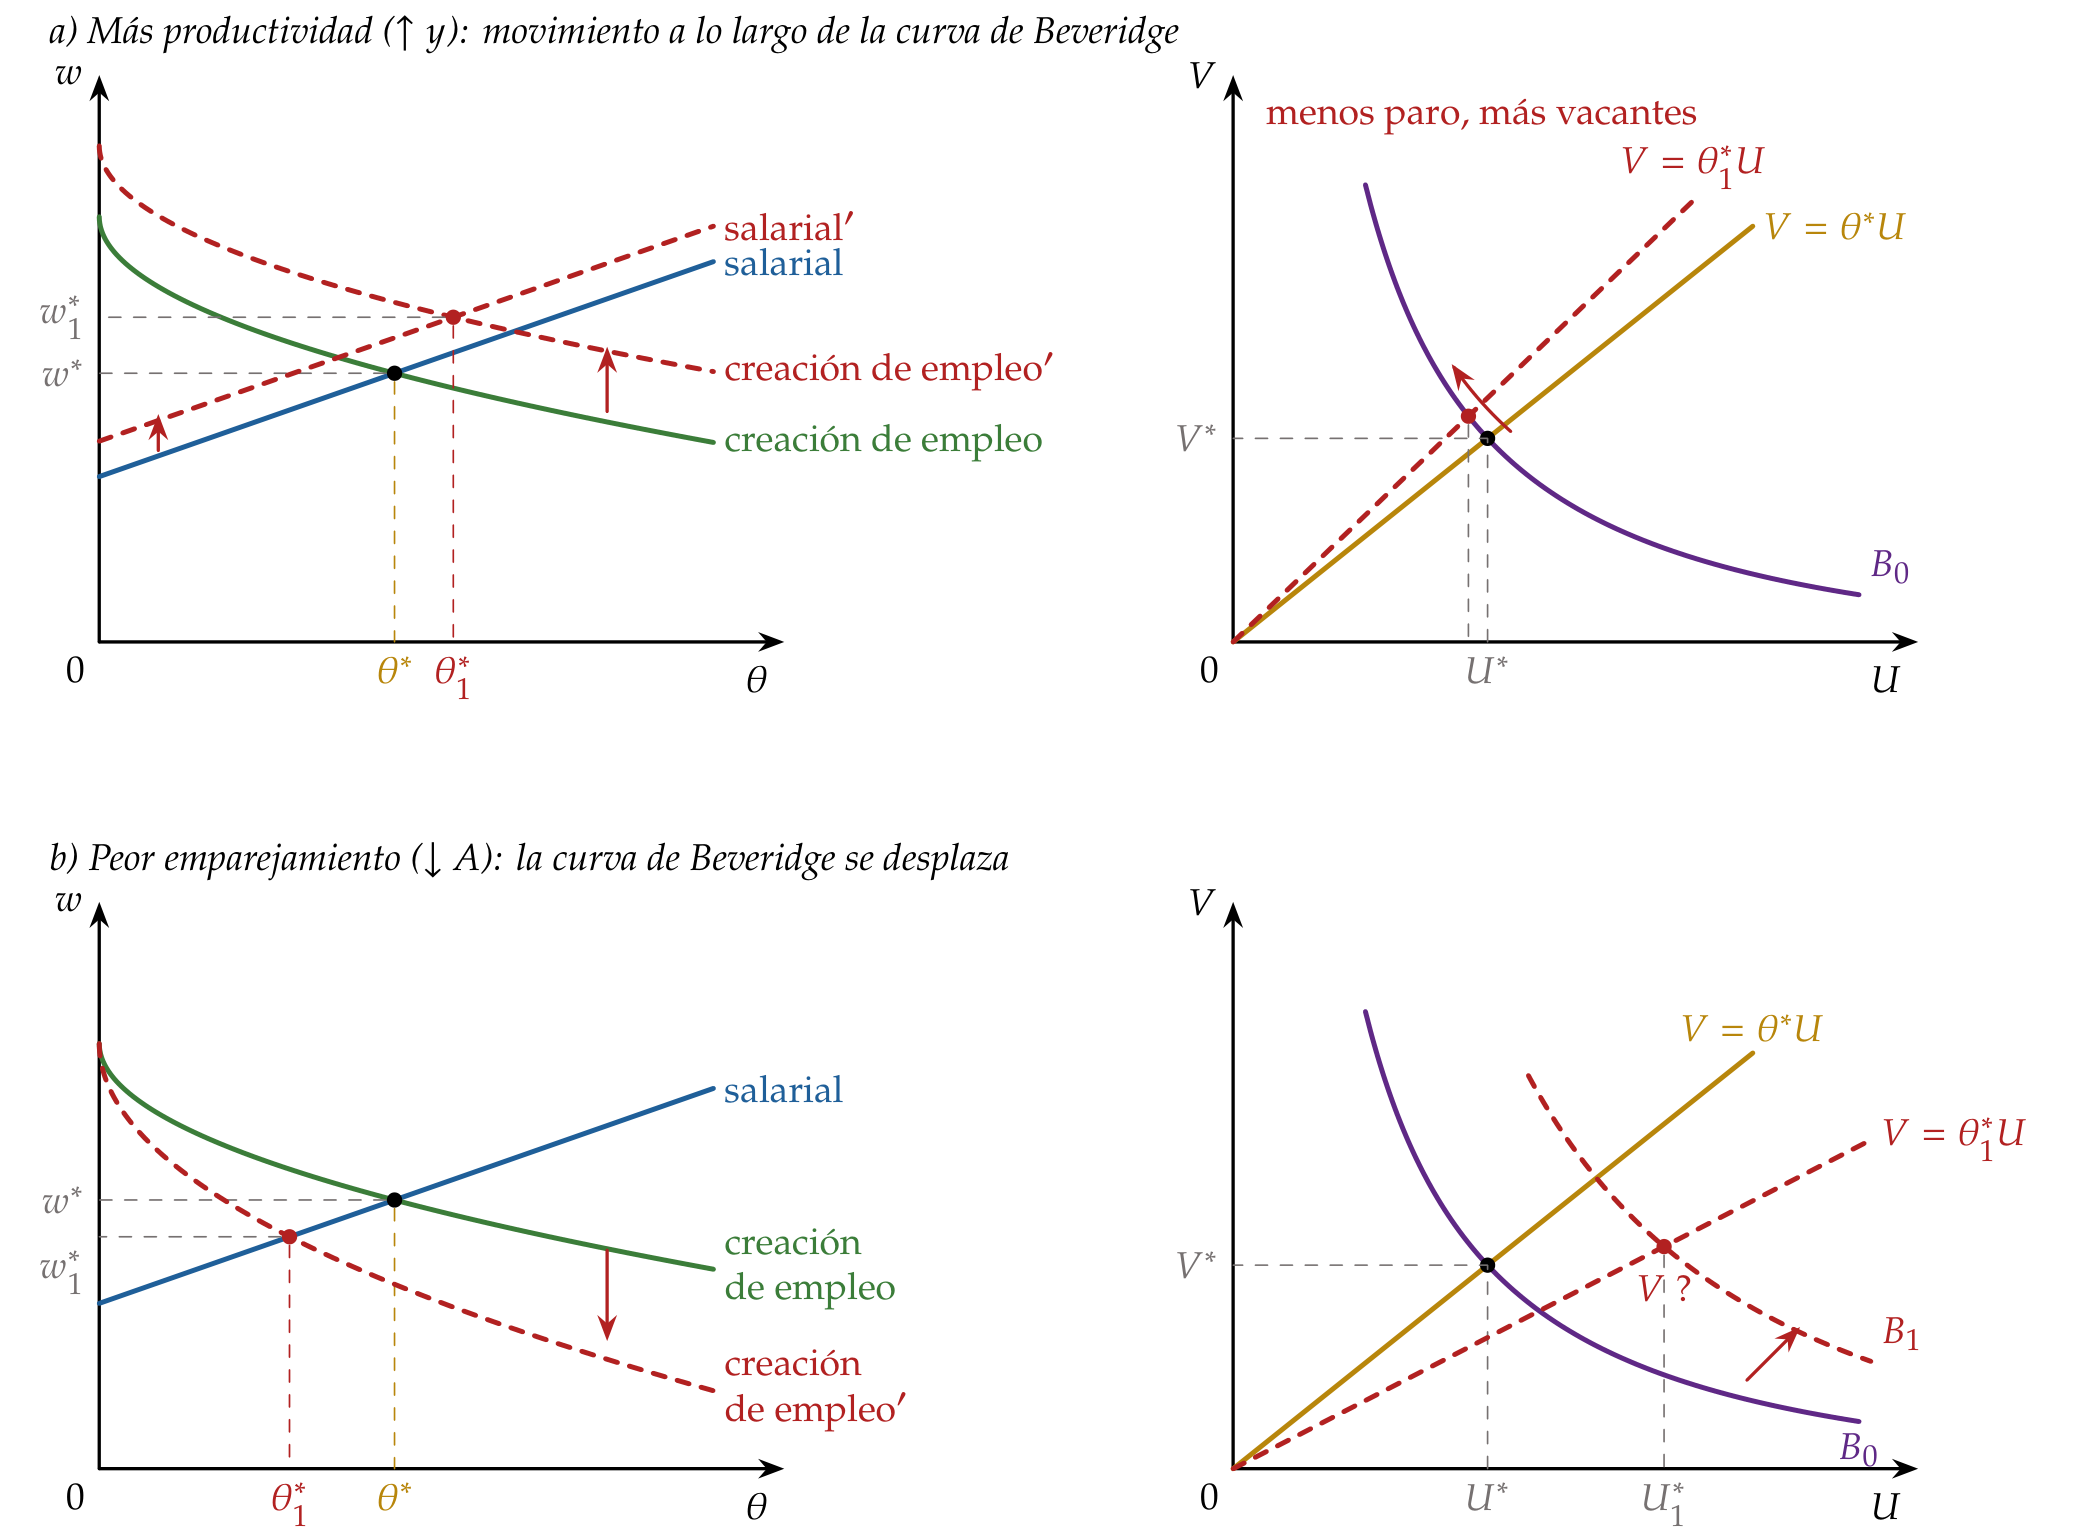 a) Más productividad (↑ y): movimiento a lo largo de la curva de Beveridge
w
salarial′
salarial
w*₁
w*
creación de empleo′
creación de empleo
0
θ*
θ*₁
θ
V
menos paro, más vacantes
V = θ*₁U
V = θ*U
V*
B₀
0
U*
U
b) Peor emparejamiento (↓ A): la curva de Beveridge se desplaza
w
salarial
w*
w*₁
creación
de empleo
creación
de empleo′
0
θ*₁
θ*
θ
V
V = θ*U
V = θ*₁U
V*
V ?
B₁
B₀
0
U*
U*₁
U